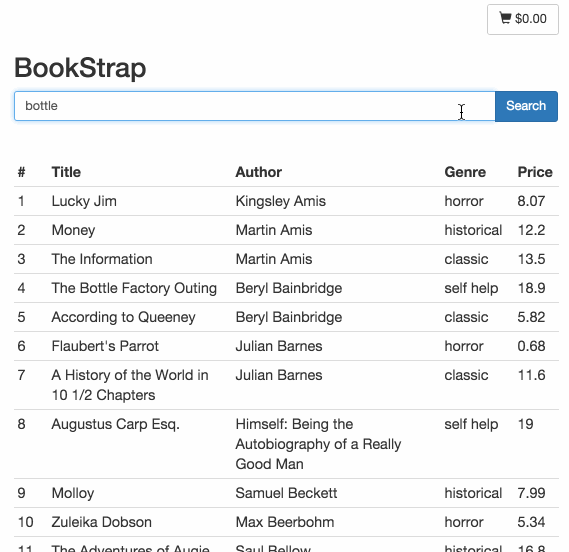 $0.00
BookStrap
bottle Search
# Title Author Genre Price
1 Lucky Jim Kingsley Amis horror 8.07
2 Money Martin Amis historical 12.2
3 The Information Martin Amis classic 13.5
4 The Bottle Factory Outing Beryl Bainbridge self help 18.9
5 According to Queeney Beryl Bainbridge classic 5.82
6 Flaubert's Parrot Julian Barnes horror 0.68
7 A History of the World in Julian Barnes classic 11.6
10 1/2 Chapters
8 Augustus Carp Esq. Himself: Being the self help 19
Autobiography of a Really
Good Man
9 Molloy Samuel Beckett historical 7.99
10 Zuleika Dobson Max Beerbohm horror 5.34
11 The Adventures of Augie Saul Bellow historical 16.8